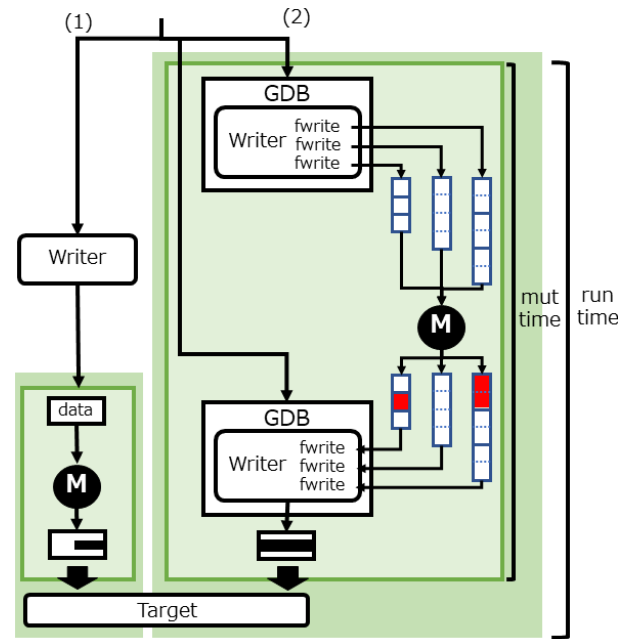 (1)
(2)
GDB
Writer
fwrite
fwrite
fwrite
Writer
M
mut
time
run
time
data
M
GDB
Writer
fwrite
fwrite
fwrite
Target